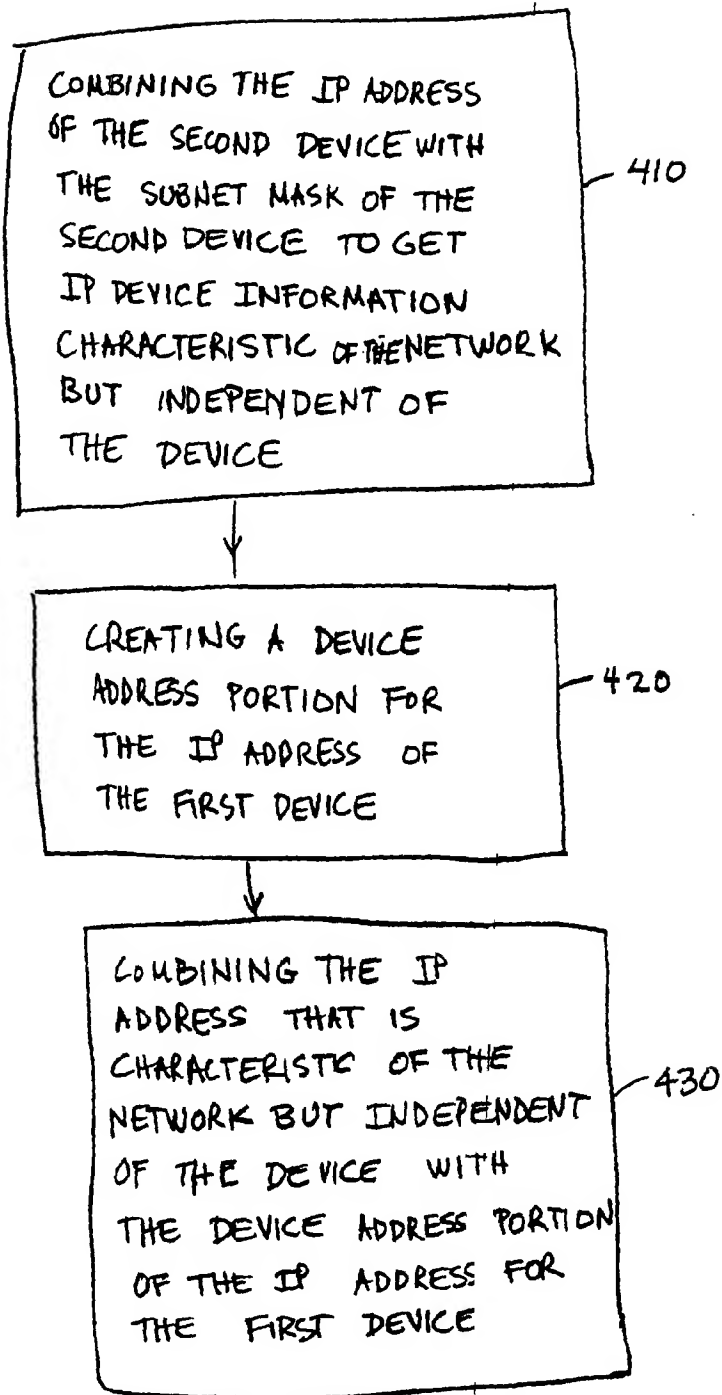 COMBINING THE IP ADDRESS
OF THE SECOND DEVICE WITH
THE SUBNET MASK OF THE
SECOND DEVICE TO GET
IP DEVICE INFORMATION
CHARACTERISTIC OF THE NETWORK
BUT INDEPENDENT OF
THE DEVICE
410
CREATING A DEVICE
ADDRESS PORTION FOR
THE IP ADDRESS OF
THE FIRST DEVICE
420
COMBINING THE IP
ADDRESS THAT IS
CHARACTERISTIC OF THE
NETWORK BUT INDEPENDENT
OF THE DEVICE WITH
THE DEVICE ADDRESS PORTION
OF THE IP ADDRESS FOR
THE FIRST DEVICE
430